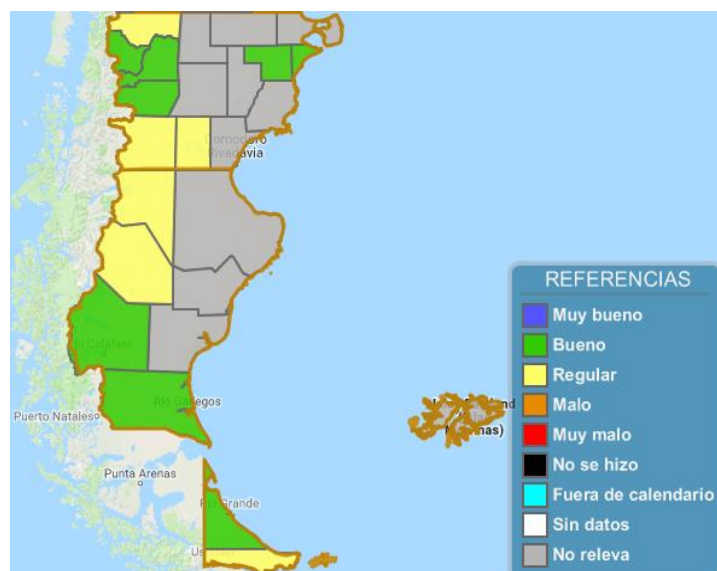 Comodoro
Rivadavia
El Calafate
Río Gallegos
Puerto Natales
Punta Arenas
Río Grande
REFERENCIAS
Muy bueno
Bueno
Regular
Malo
Muy malo
No se hizo
Fuera de calendario
Sin datos
No releva